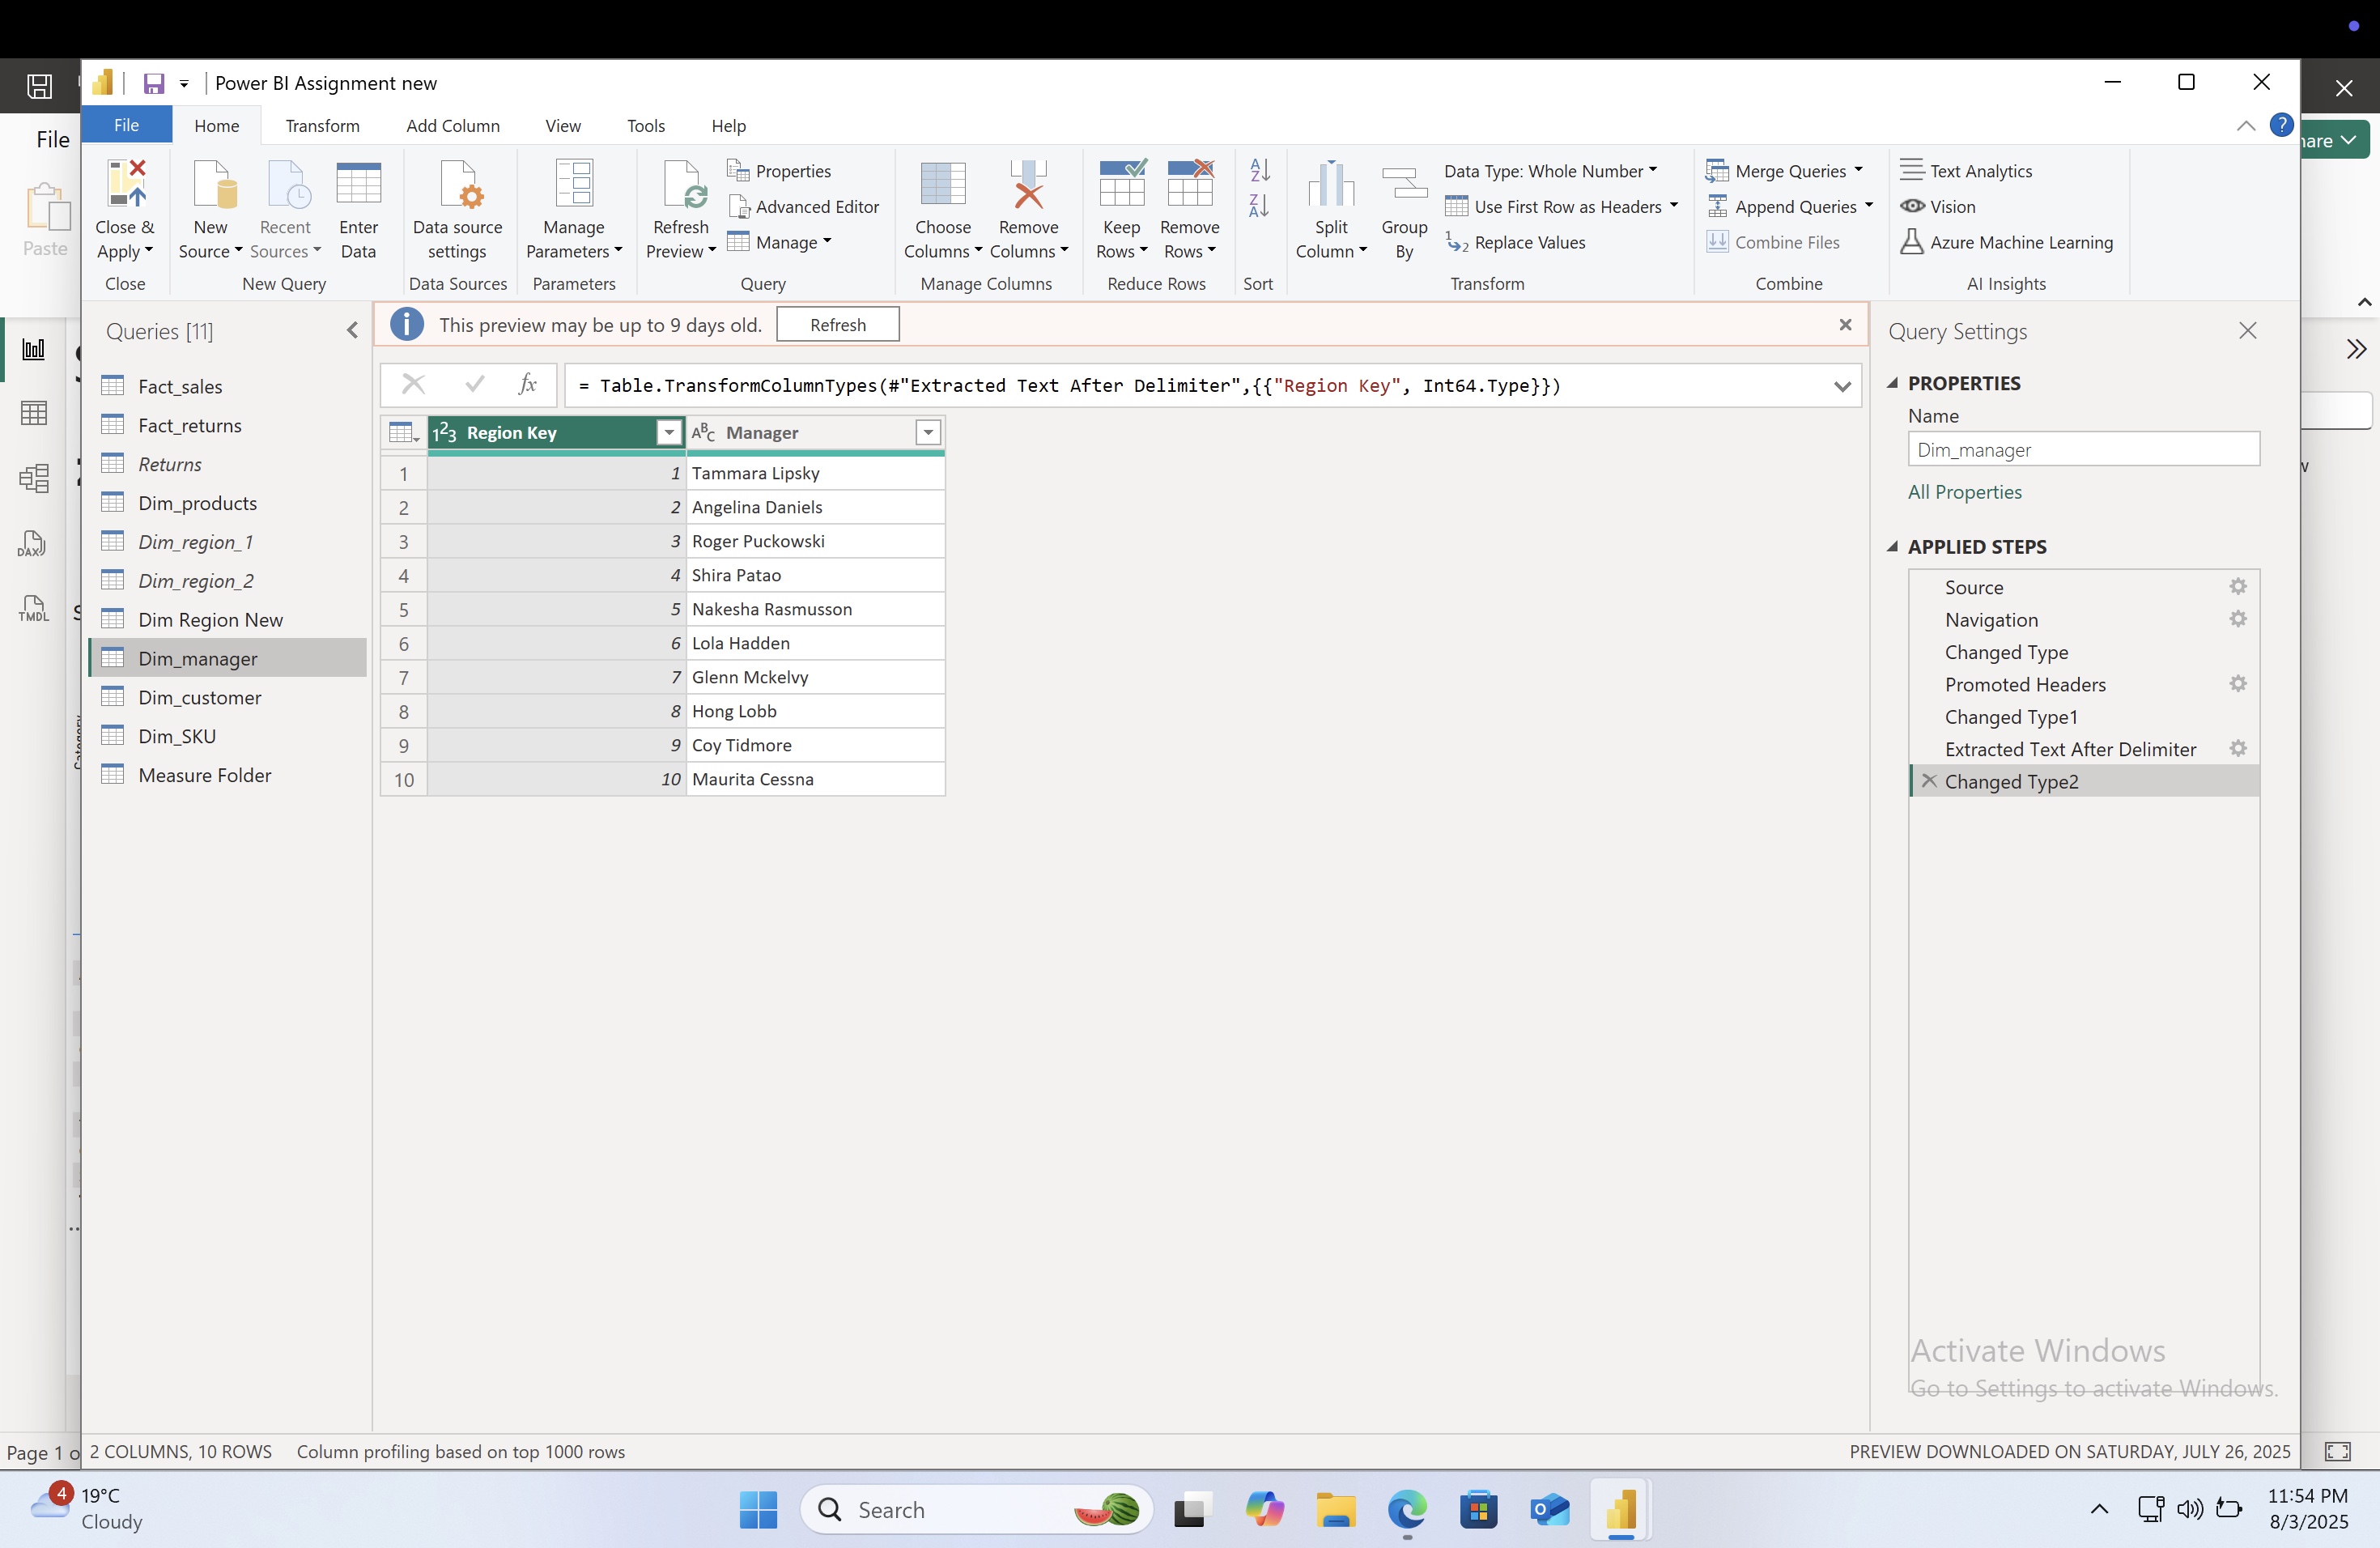 Power BI Assignment new
File
Home
Transform
Add Column
View
Tools
Help
File
Paste
Close & Apply
New Source
Recent Sources
Enter Data
Data source settings
Manage Parameters
Refresh Preview
Properties
Advanced Editor
Manage
Choose Columns
Remove Columns
Keep Rows
Remove Rows
Split Column
Group By
Data Type: Whole Number
Use First Row as Headers
Replace Values
Merge Queries
Append Queries
Combine Files
Text Analytics
Vision
Azure Machine Learning
Close
New Query
Data Sources
Parameters
Query
Manage Columns
Reduce Rows
Sort
Transform
Combine
AI Insights
Queries [11]
Fact_sales
Fact_returns
Returns
Dim_products
Dim_region_1
Dim_region_2
Dim Region New
Dim_manager
Dim_customer
Dim_SKU
Measure Folder
DAX
TMDL
This preview may be up to 9 days old.
Refresh
fx
= Table.TransformColumnTypes(#"Extracted Text After Delimiter",{{"Region Key", Int64.Type}})
123 Region Key
ABC Manager
1 1 Tammara Lipsky
2 2 Angelina Daniels
3 3 Roger Puckowski
4 4 Shira Patao
5 5 Nakesha Rasmusson
6 6 Lola Hadden
7 7 Glenn Mckelvy
8 8 Hong Lobb
9 9 Coy Tidmore
10 10 Maurita Cessna
Query Settings
PROPERTIES
Name
Dim_manager
All Properties
APPLIED STEPS
Source
Navigation
Changed Type
Promoted Headers
Changed Type1
Extracted Text After Delimiter
Changed Type2
Activate Windows
Go to Settings to activate Windows.
Page 1 o
2 COLUMNS, 10 ROWS
Column profiling based on top 1000 rows
PREVIEW DOWNLOADED ON SATURDAY, JULY 26, 2025
4
19°C
Cloudy
Search
11:54 PM
8/3/2025